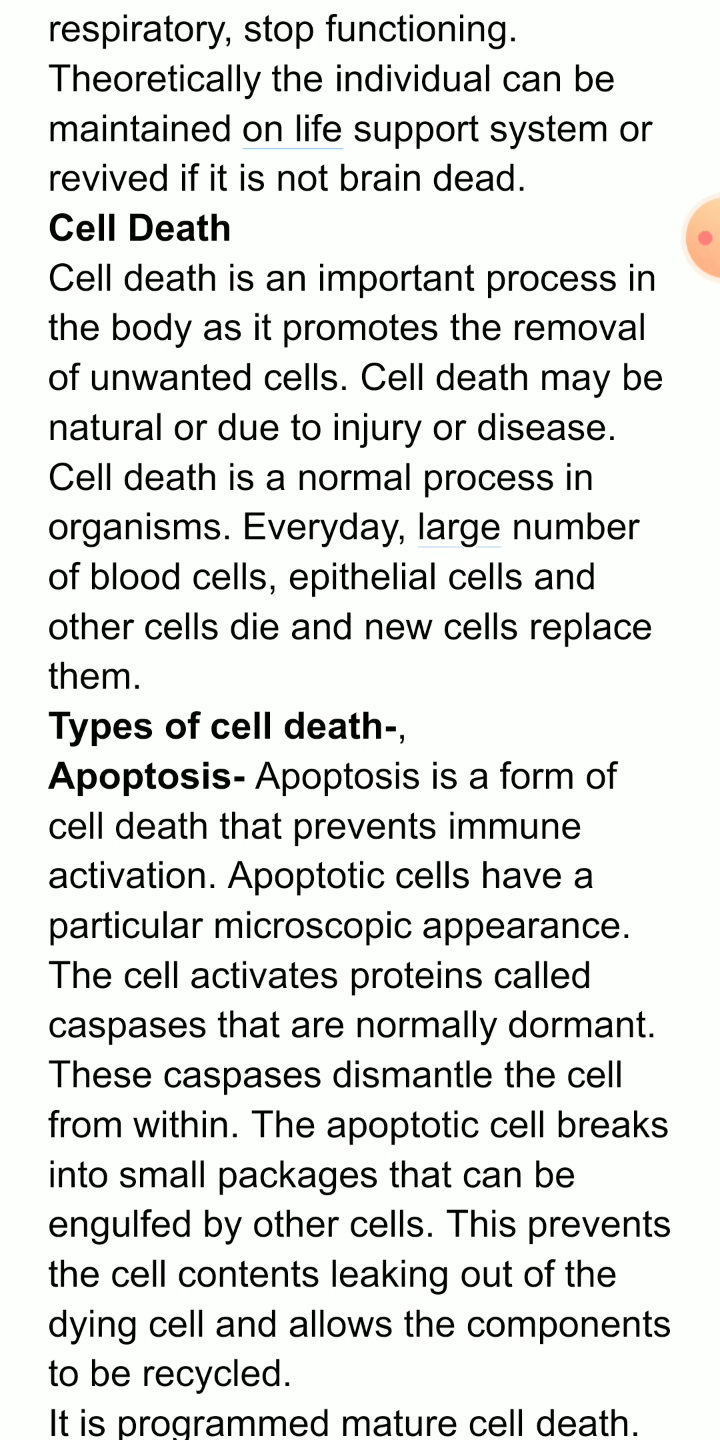 respiratory, stop functioning.
Theoretically the individual can be
maintained on life support system or
revived if it is not brain dead.
Cell Death
Cell death is an important process in
the body as it promotes the removal
of unwanted cells. Cell death may be
natural or due to injury or disease.
Cell death is a normal process in
organisms. Everyday, large number
of blood cells, epithelial cells and
other cells die and new cells replace
them.
Types of cell death-,
Apoptosis- Apoptosis is a form of
cell death that prevents immune
activation. Apoptotic cells have a
particular microscopic appearance.
The cell activates proteins called
caspases that are normally dormant.
These caspases dismantle the cell
from within. The apoptotic cell breaks
into small packages that can be
engulfed by other cells. This prevents
the cell contents leaking out of the
dying cell and allows the components
to be recycled.
It is programmed mature cell death.